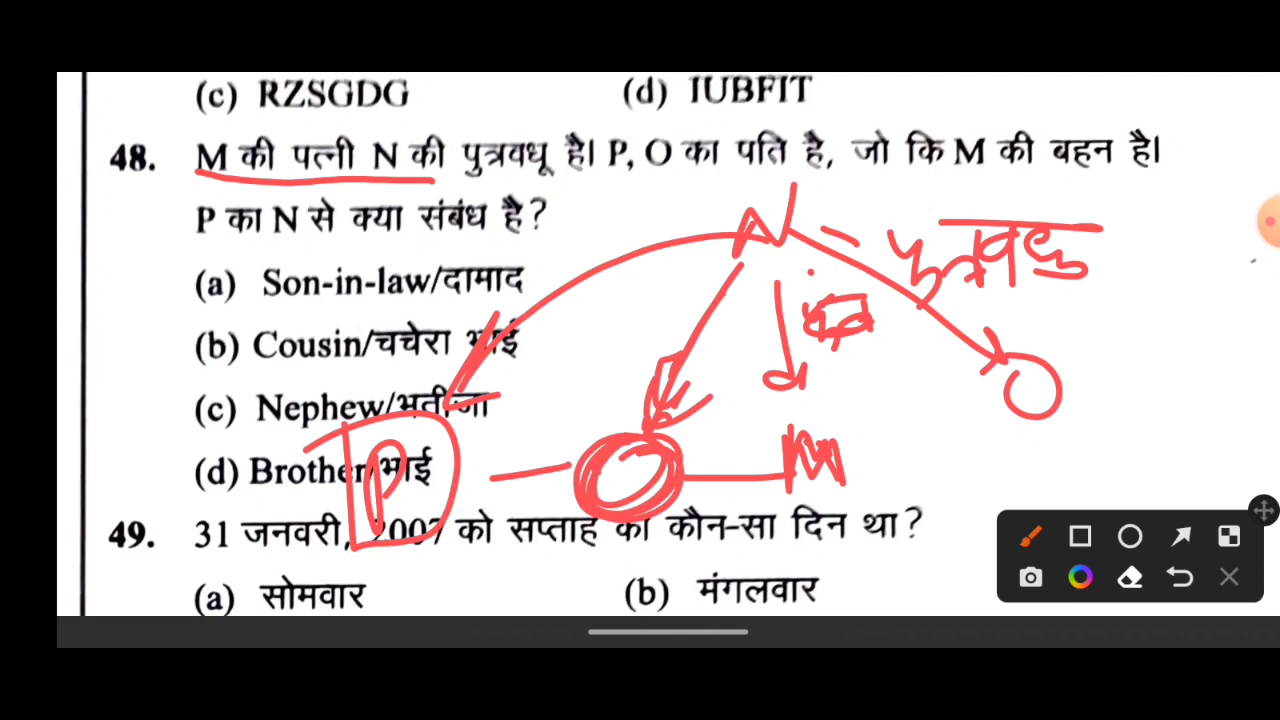 (c) RZSGDG (d) IUBFIT
48. M की पत्नी N की पुत्रवधू है। P, O का पति है, जो कि M की बहन है।
P का N से क्या संबंध है?
N = पुत्रवधु
(a) Son-in-law/दामाद
(b) Cousin/चचेरा भाई
(c) Nephew/भतीजा
O
(d) Brother/भाई
P O M
49. 31 जनवरी, 2007 को सप्ताह का कौन-सा दिन था?
(a) सोमवार (b) मंगलवार